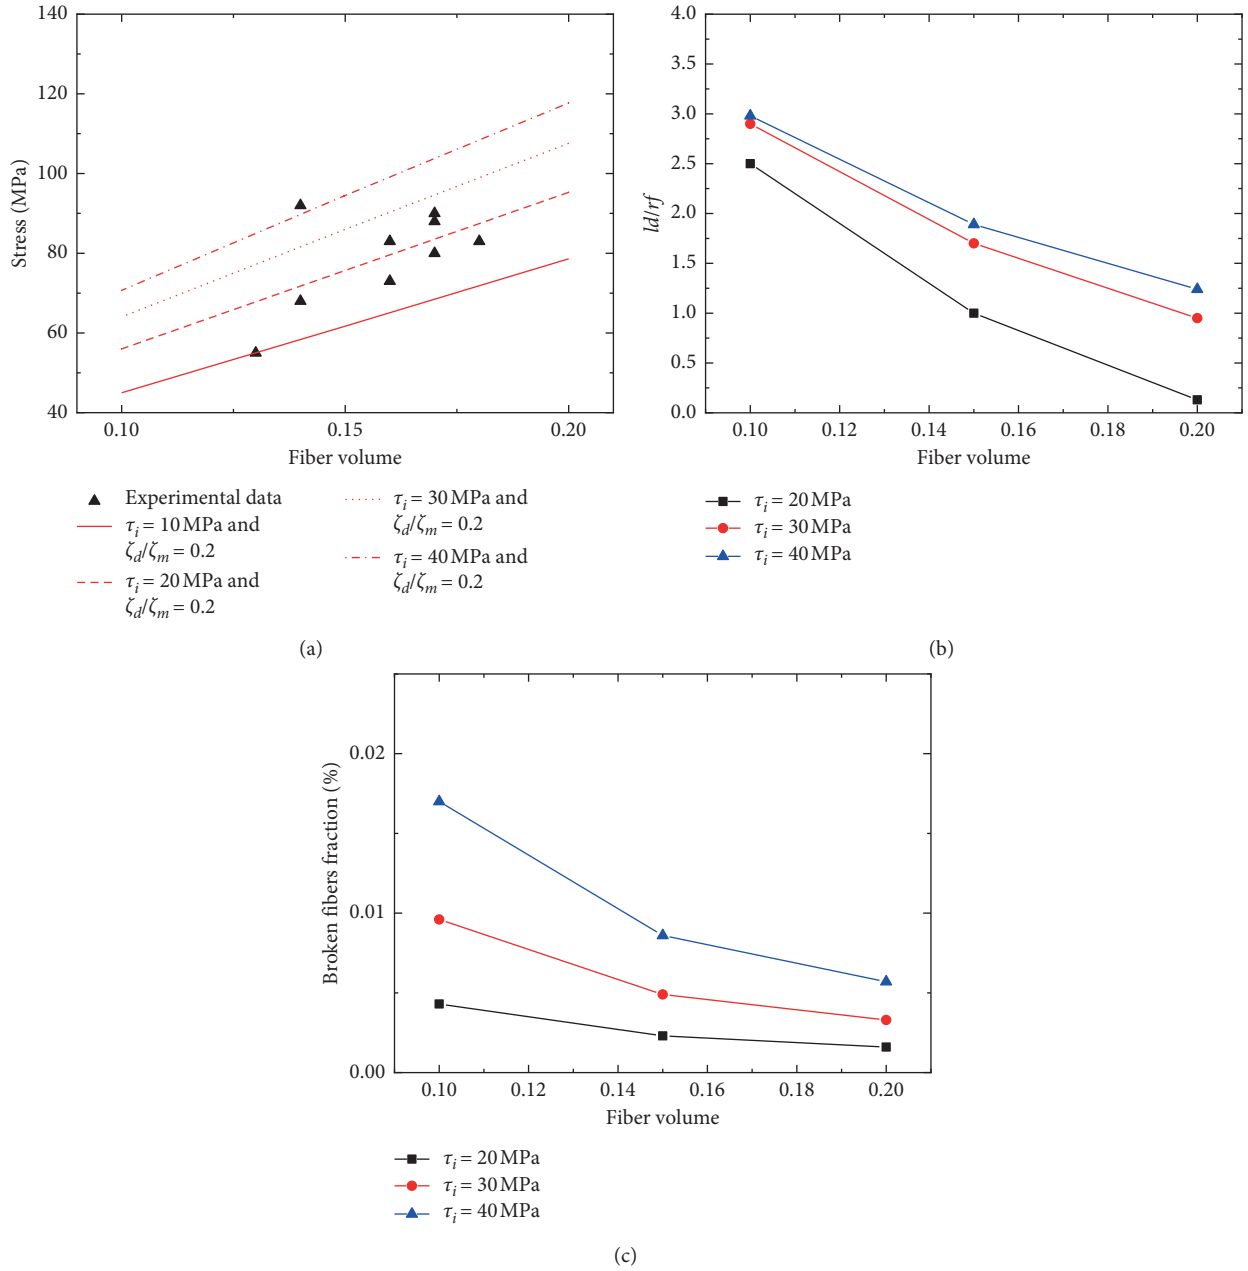 140
120
100
80
60
40
Stress (MPa)
0.10
0.15
0.20
Fiber volume
Experimental data
τi = 10 MPa and
ζd/ζm = 0.2
τi = 20 MPa and
ζd/ζm = 0.2
τi = 30 MPa and
ζd/ζm = 0.2
τi = 40 MPa and
ζd/ζm = 0.2
(a)
4.0
3.5
3.0
2.5
2.0
1.5
1.0
0.5
0.0
ld/rf
0.10
0.12
0.14
0.16
0.18
0.20
Fiber volume
τi = 20 MPa
τi = 30 MPa
τi = 40 MPa
(b)
0.02
0.01
0.00
Broken fibers fraction (%)
0.10
0.12
0.14
0.16
0.18
0.20
Fiber volume
τi = 20 MPa
τi = 30 MPa
τi = 40 MPa
(c)